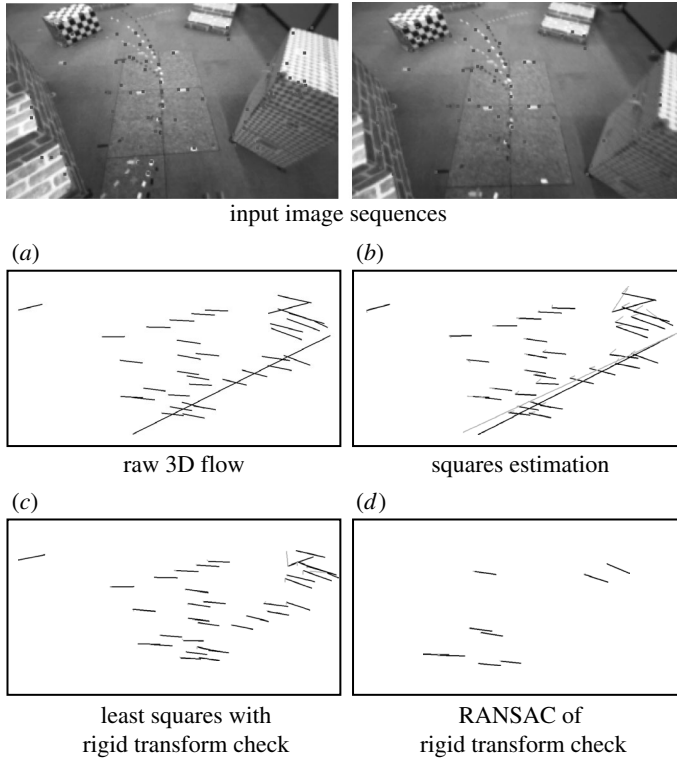 input image sequences
(a)
(b)
raw 3D flow
squares estimation
(c)
(d)
least squares with
rigid transform check
RANSAC of
rigid transform check